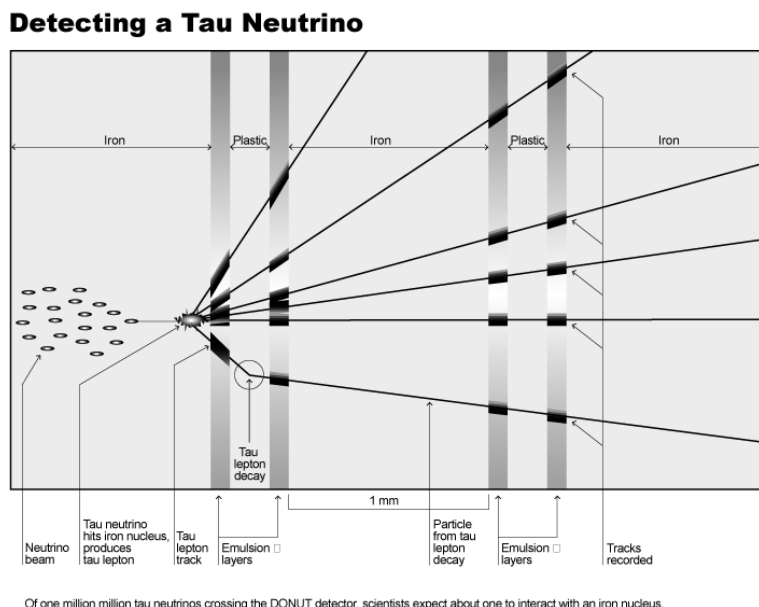 Detecting a Tau Neutrino
Iron
Plastic
Iron
Plastic
Iron
Tau
lepton
decay
1 mm
Neutrino
beam
Tau neutrino
hits iron nucleus,
produces
tau lepton
Tau
lepton
track
Emulsion □
layers
Particle
from tau
lepton
decay
Emulsion □
layers
Tracks
recorded
Of one million million tau neutrinos crossing the DONUT detector, scientists expect about one to interact with an iron nucleus.